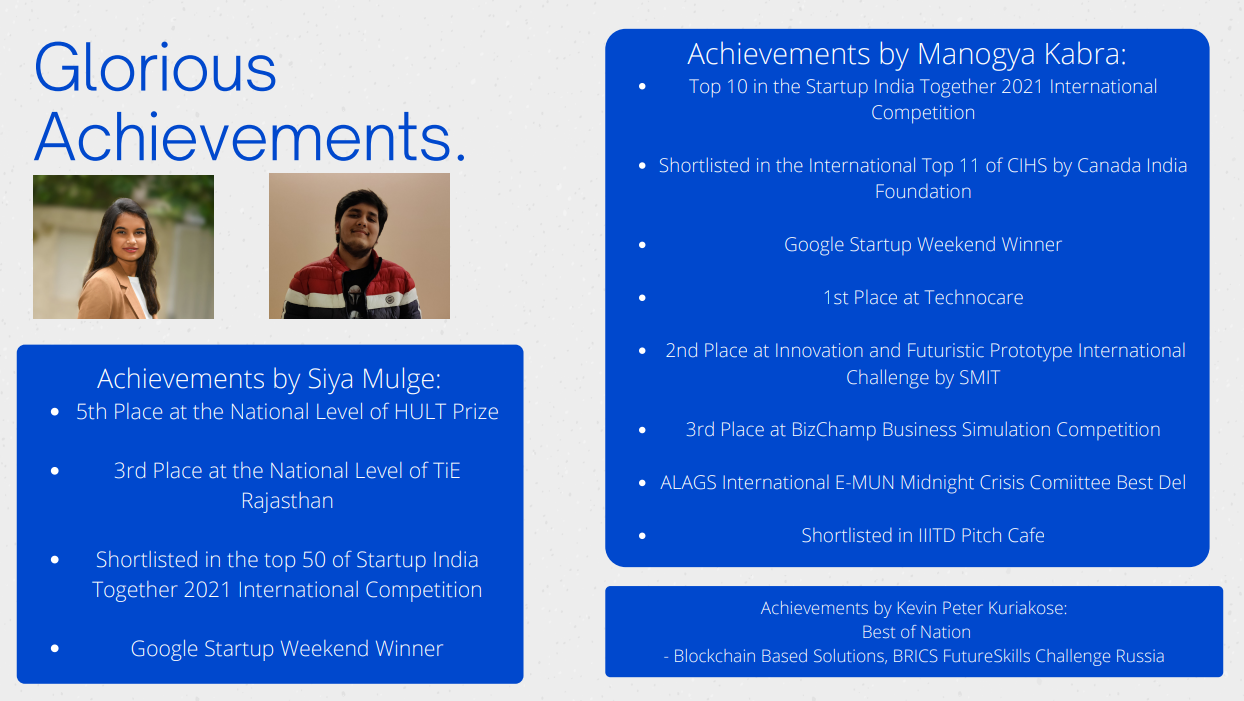 Glorious
Achievements.
Achievements by Siya Mulge:
• 5th Place at the National Level of HULT Prize
• 3rd Place at the National Level of TiE
Rajasthan
• Shortlisted in the top 50 of Startup India
Together 2021 International Competition
• Google Startup Weekend Winner
Achievements by Manogya Kabra:
• Top 10 in the Startup India Together 2021 International
Competition
• Shortlisted in the International Top 11 of CIHS by Canada India
Foundation
• Google Startup Weekend Winner
• 1st Place at Technocare
• 2nd Place at Innovation and Futuristic Prototype International
Challenge by SMIT
• 3rd Place at BizChamp Business Simulation Competition
• ALAGS International E-MUN Midnight Crisis Comiittee Best Del
• Shortlisted in IIITD Pitch Cafe
Achievements by Kevin Peter Kuriakose:
Best of Nation
- Blockchain Based Solutions, BRICS FutureSkills Challenge Russia